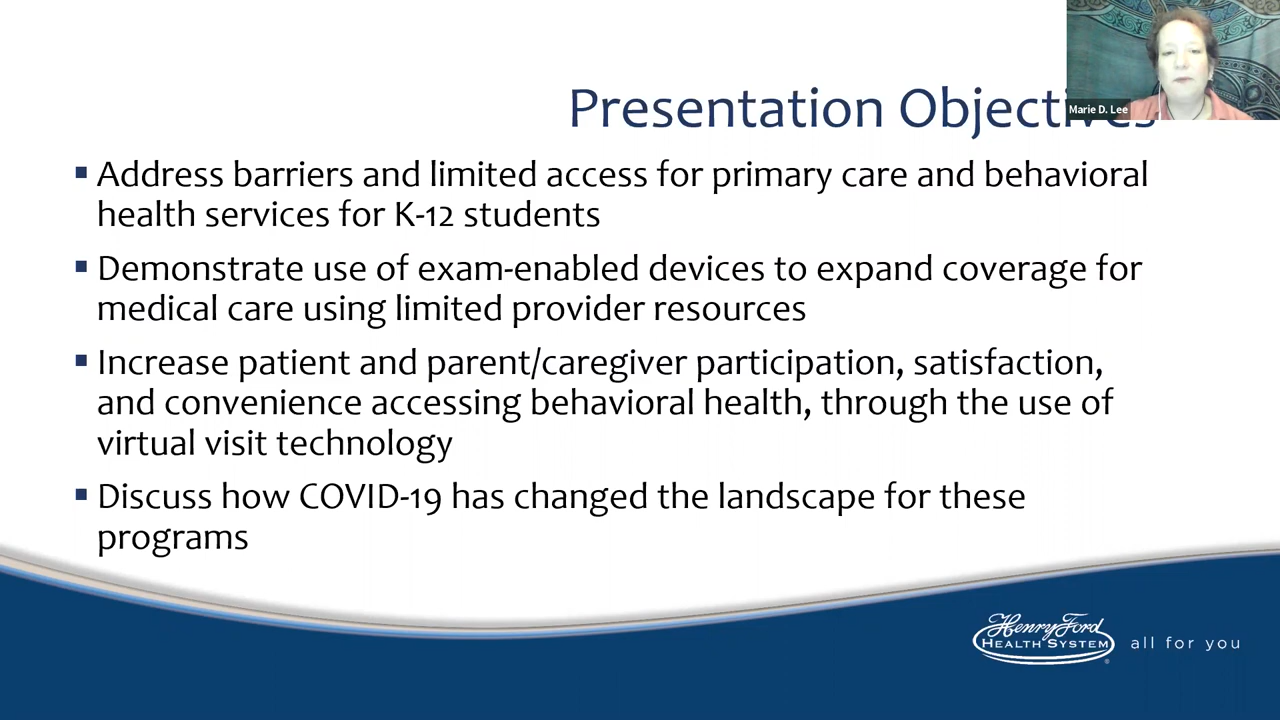 Marie D. Lee
Presentation Objectives
▪ Address barriers and limited access for primary care and behavioral
health services for K-12 students
▪ Demonstrate use of exam-enabled devices to expand coverage for
medical care using limited provider resources
▪ Increase patient and parent/caregiver participation, satisfaction,
and convenience accessing behavioral health, through the use of
virtual visit technology
▪ Discuss how COVID-19 has changed the landscape for these
programs
Henry Ford
HEALTH SYSTEM®
all for you